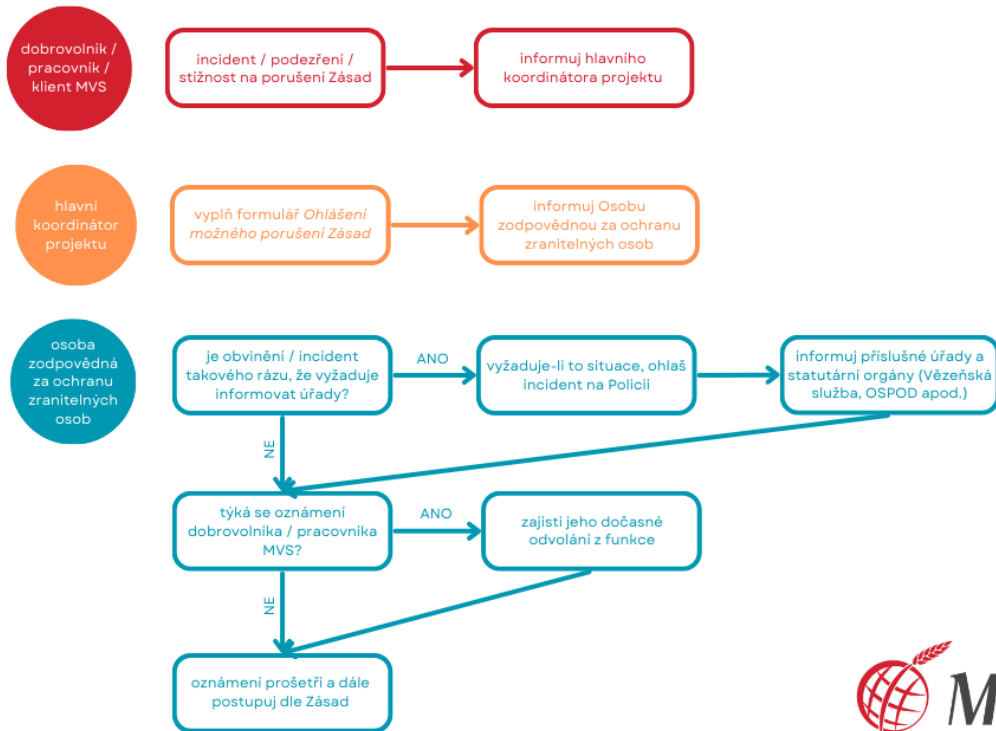 dobrovolník /
pracovník /
klient MVS
incident / podezření /
stížnost na porušení Zásad
informuj hlavního
koordinátora projektu
hlavní
koordinátor
projektu
vyplň formulář Ohlášení
možného porušení Zásad
informuj Osobu
zodpovědnou za ochranu
zranitelných osob
osoba
zodpovědná
za ochranu
zranitelných
osob
je obvinění / incident
takového rázu, že vyžaduje
informovat úřady?
ANO
vyžaduje-li to situace, ohlaš
incident na Policii
informuj příslušné úřady a
statutární orgány (Vězeňská
služba, OSPOD apod.)
NE
týká se oznámení
dobrovolníka / pracovníka
MVS?
ANO
zajisti jeho dočasné
odvolání z funkce
NE
oznámení prošetři a dále
postupuj dle Zásad
M